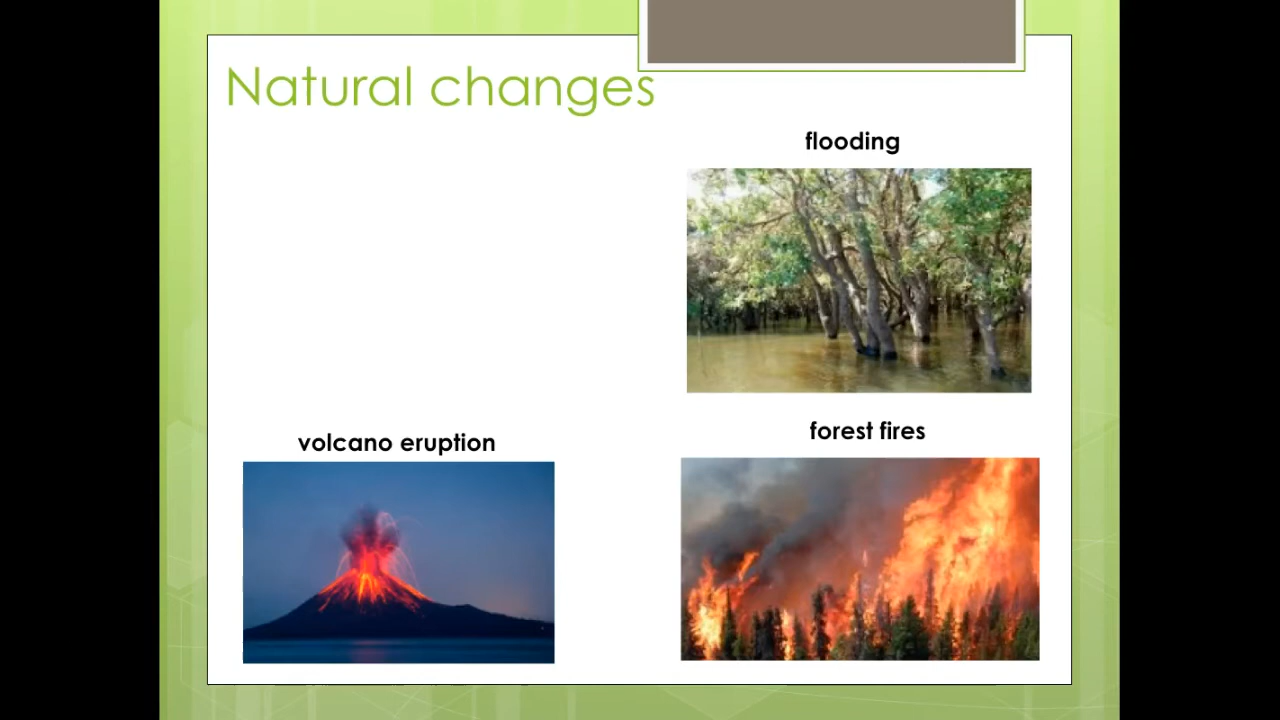 Natural changes
flooding
volcano eruption
forest fires